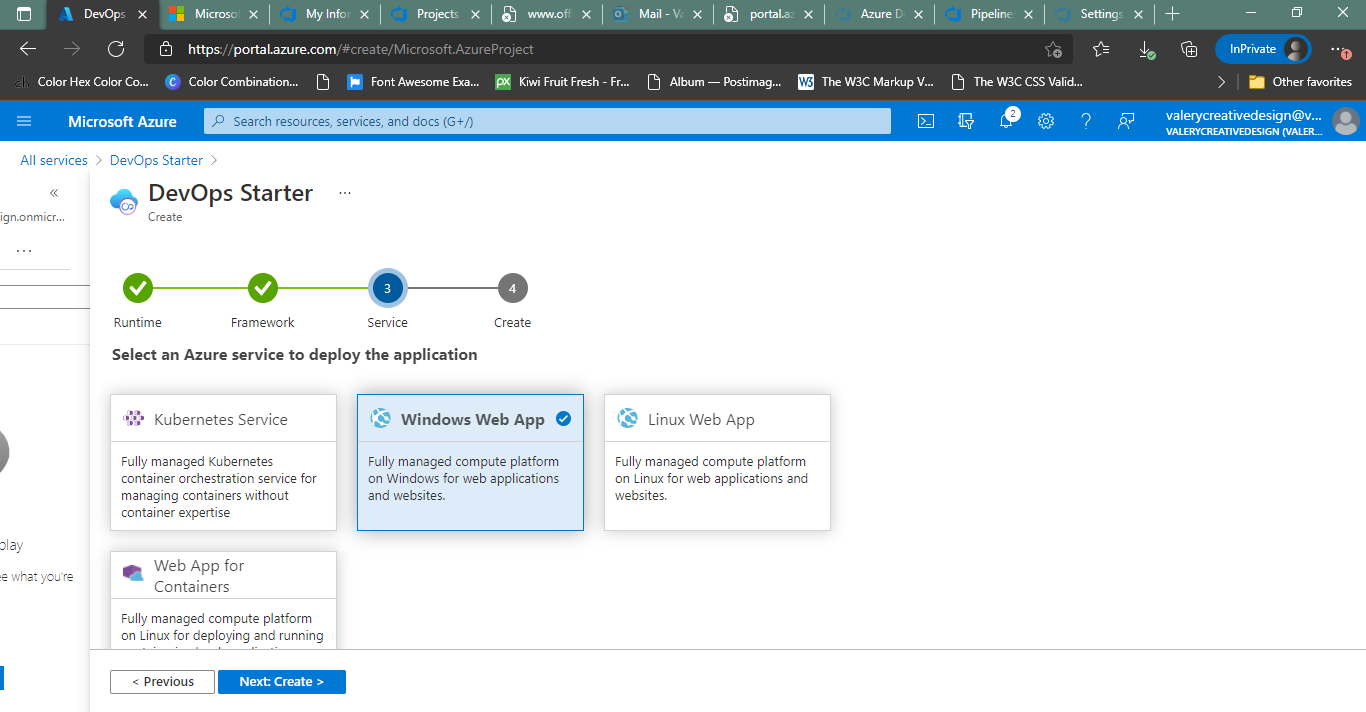 DevOps
Microsof
My Infor
Projects
www.off
Mail - Va
portal.az
Azure D
Pipeline
Settings
https://portal.azure.com/#create/Microsoft.AzureProject
InPrivate
Color Hex Color Co...
Color Combination...
Font Awesome Exa...
Kiwi Fruit Fresh - Fr...
Album — Postimag...
The W3C Markup V...
The W3C CSS Valid...
Other favorites
Microsoft Azure
Search resources, services, and docs (G+/)
2
valerycreativedesign@v...
VALERYCREATIVEDESIGN (VALER...
All services > DevOps Starter >
«
ign.onmicr...
...
DevOps Starter ...
Create
3
4
Runtime
Framework
Service
Create
Select an Azure service to deploy the application
Kubernetes Service
Fully managed Kubernetes
container orchestration service for
managing containers without
container expertise
Windows Web App
Fully managed compute platform
on Windows for web applications
and websites.
Linux Web App
Fully managed compute platform
on Linux for web applications and
websites.
Web App for
Containers
Fully managed compute platform
on Linux for deploying and running
play
e what you're
< Previous
Next: Create >